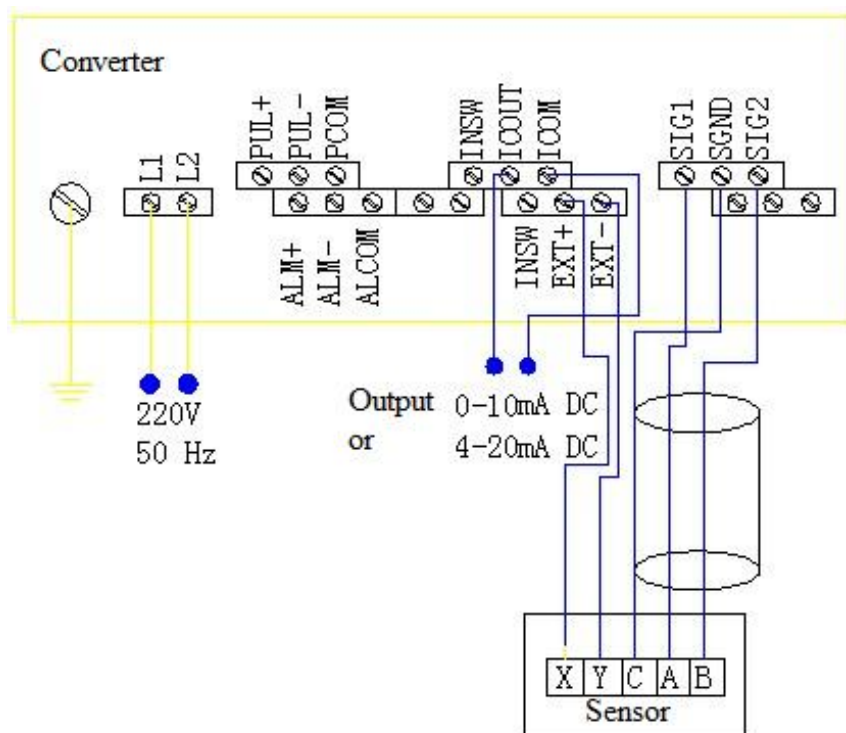 Converter
L1
L2
PUL+
PUL-
PCOM
INSW
ICOUT
ICOM
SIG1
SGND
SIG2
ALM+
ALM-
ALCOM
INSW
EXT+
EXT-
220V
50 Hz
Output 0-10mA DC
or 4-20mA DC
X Y C A B
Sensor